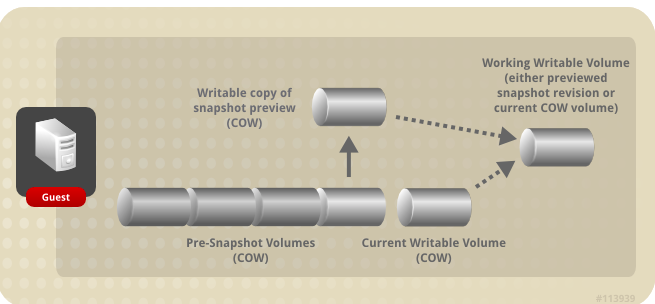 Working Writable Volume
(either previewed
snapshot revision or
current COW volume)
Writable copy of
snapshot preview
(COW)
Guest
Pre-Snapshot Volumes
(COW)
Current Writable Volume
(COW)
#113939